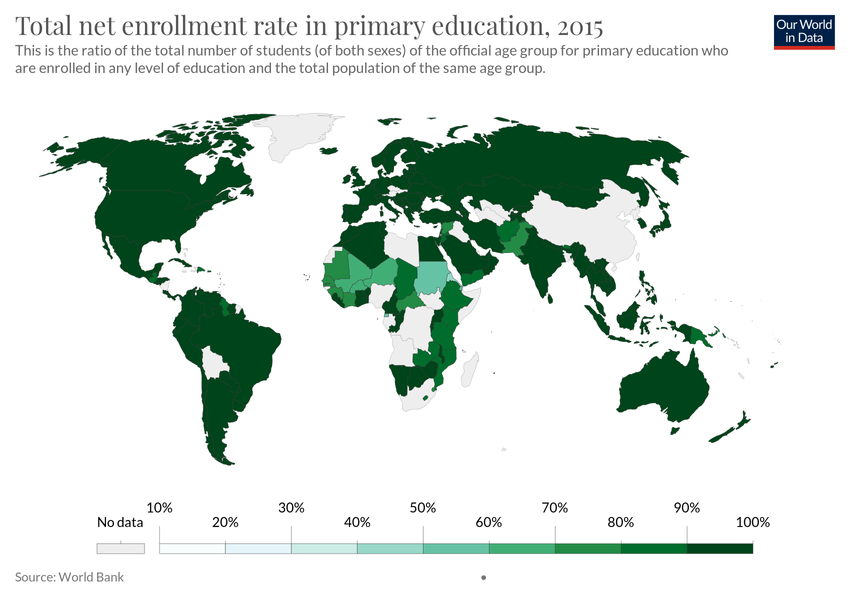 Total net enrollment rate in primary education, 2015
Our World
in Data
This is the ratio of the total number of students (of both sexes) of the official age group for primary education who
are enrolled in any level of education and the total population of the same age group.
10% 30% 50% 70% 90% 100%
No data 20% 40% 60% 80%
Source: World Bank